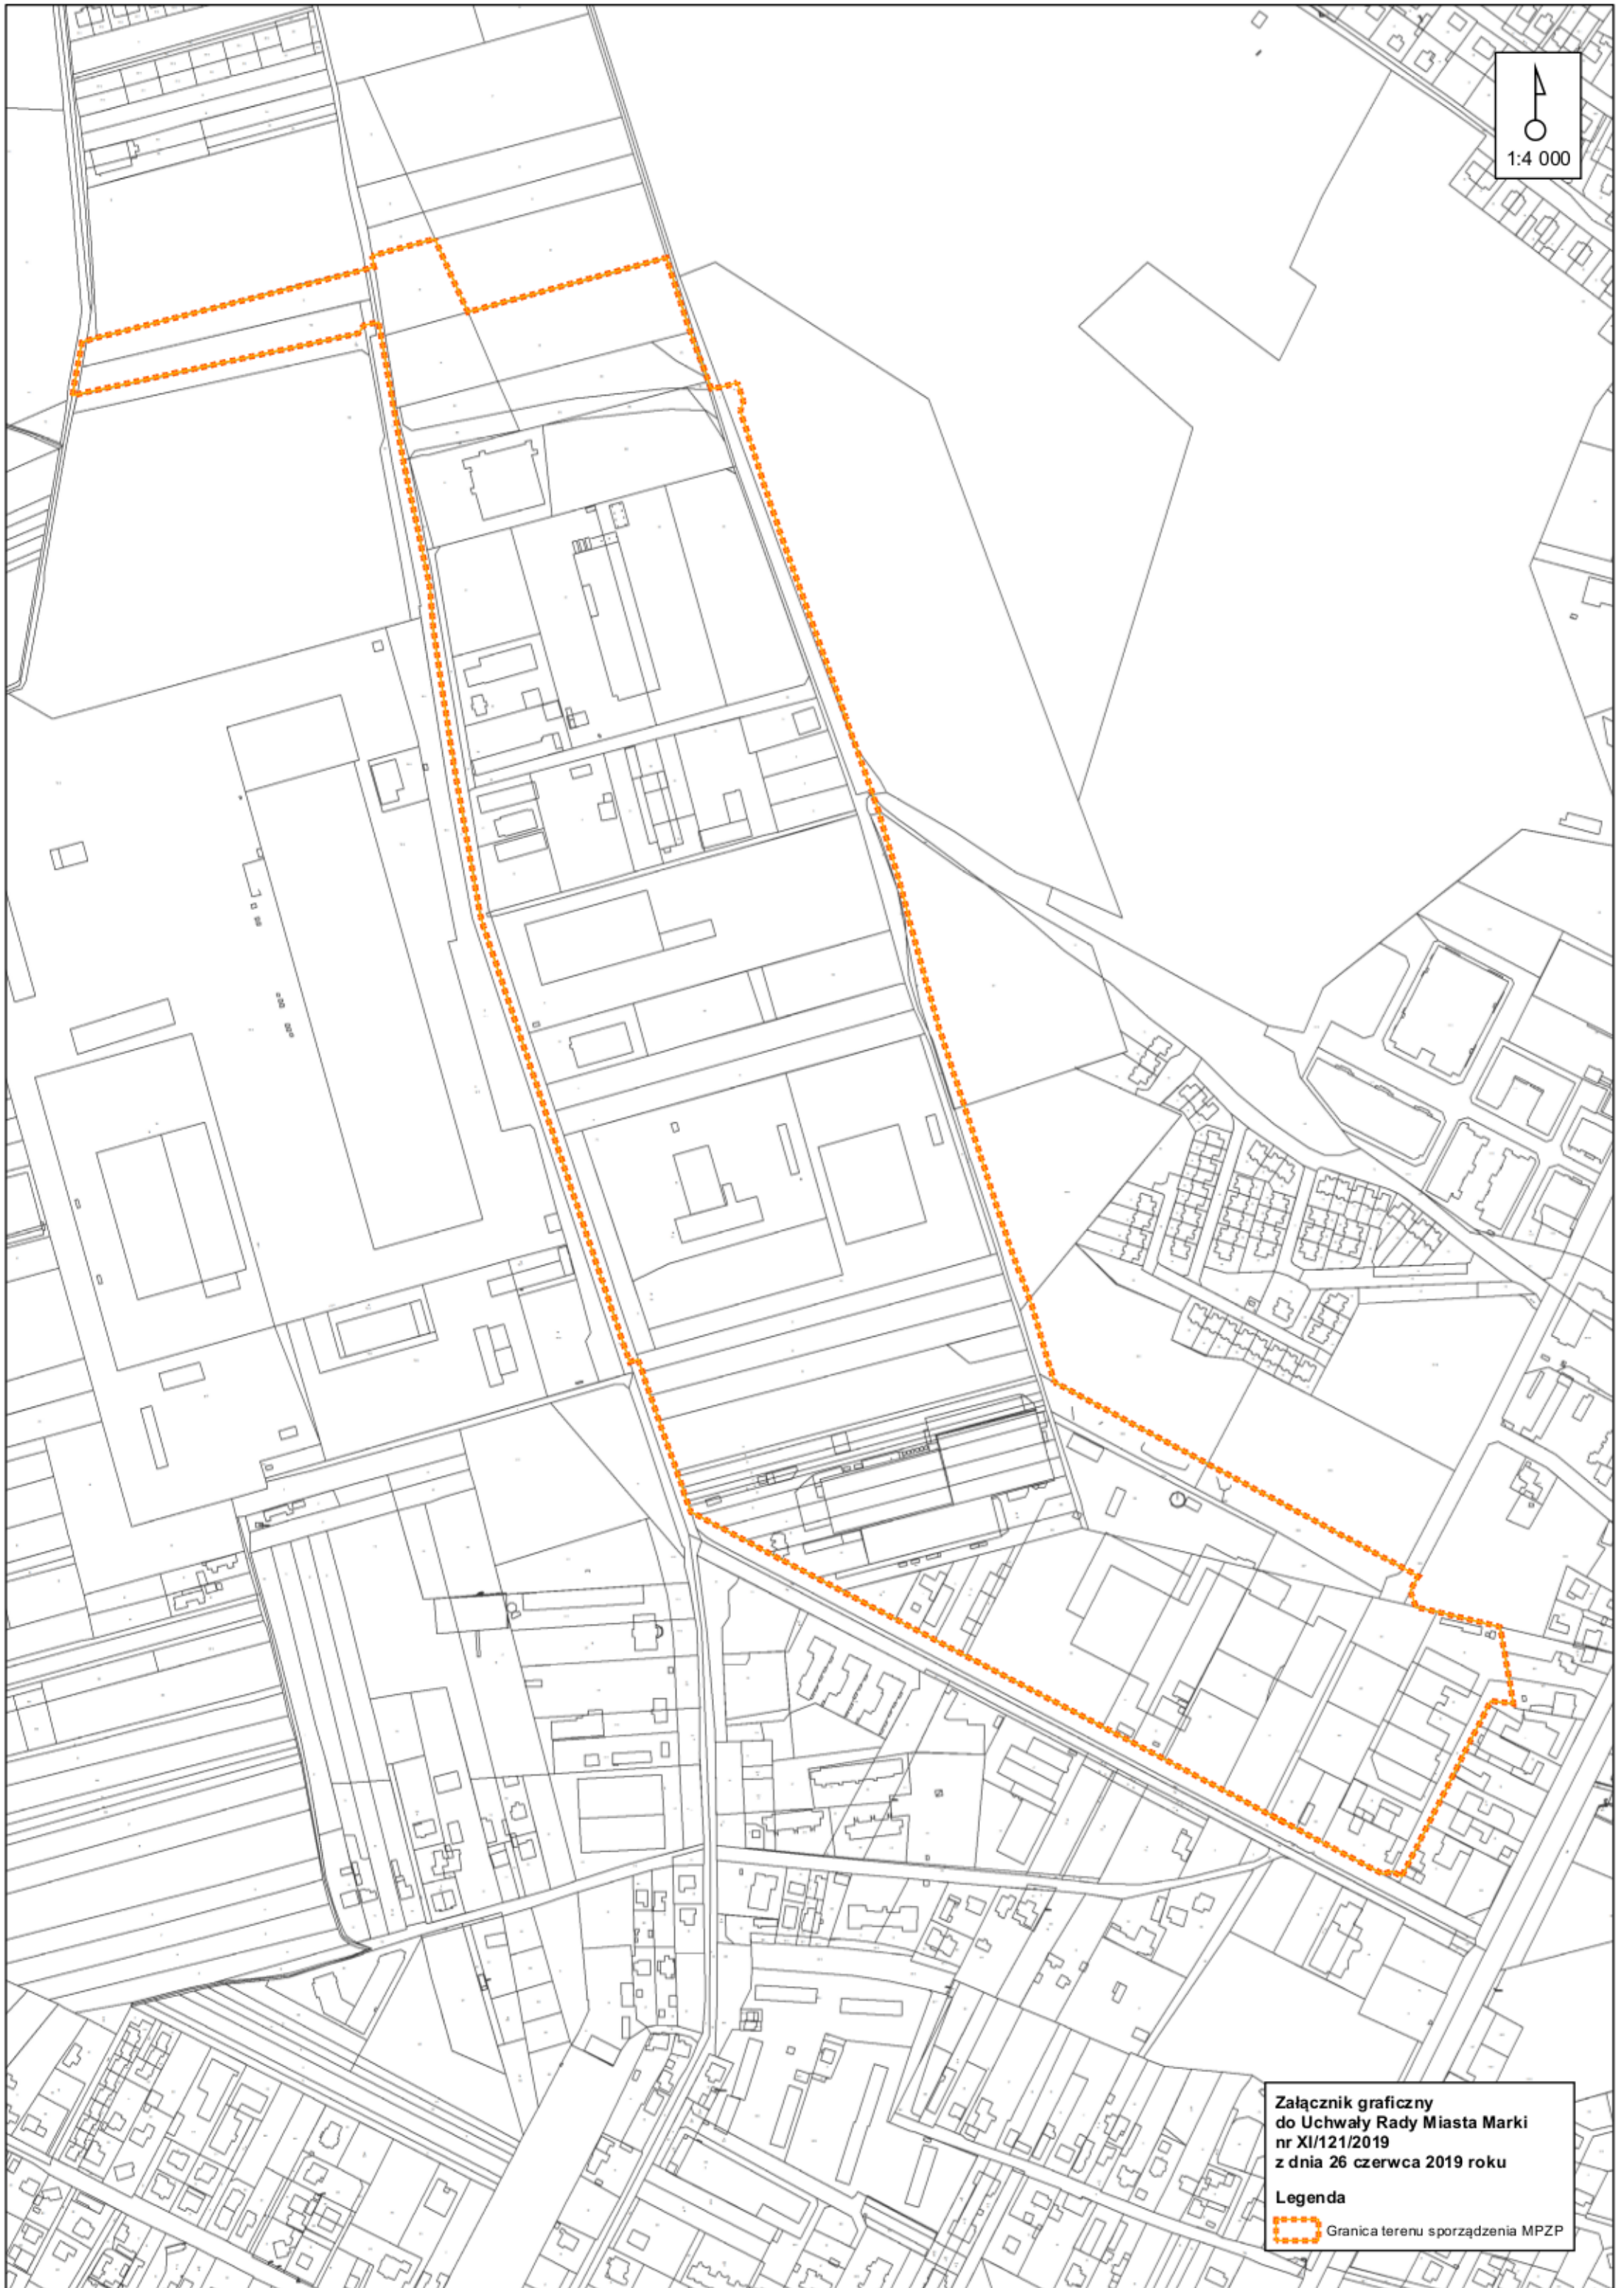 1:4 000
Załącznik graficzny
do Uchwały Rady Miasta Marki
nr XI/121/2019
z dnia 26 czerwca 2019 roku
Legenda
Granica terenu sporządzenia MPZP